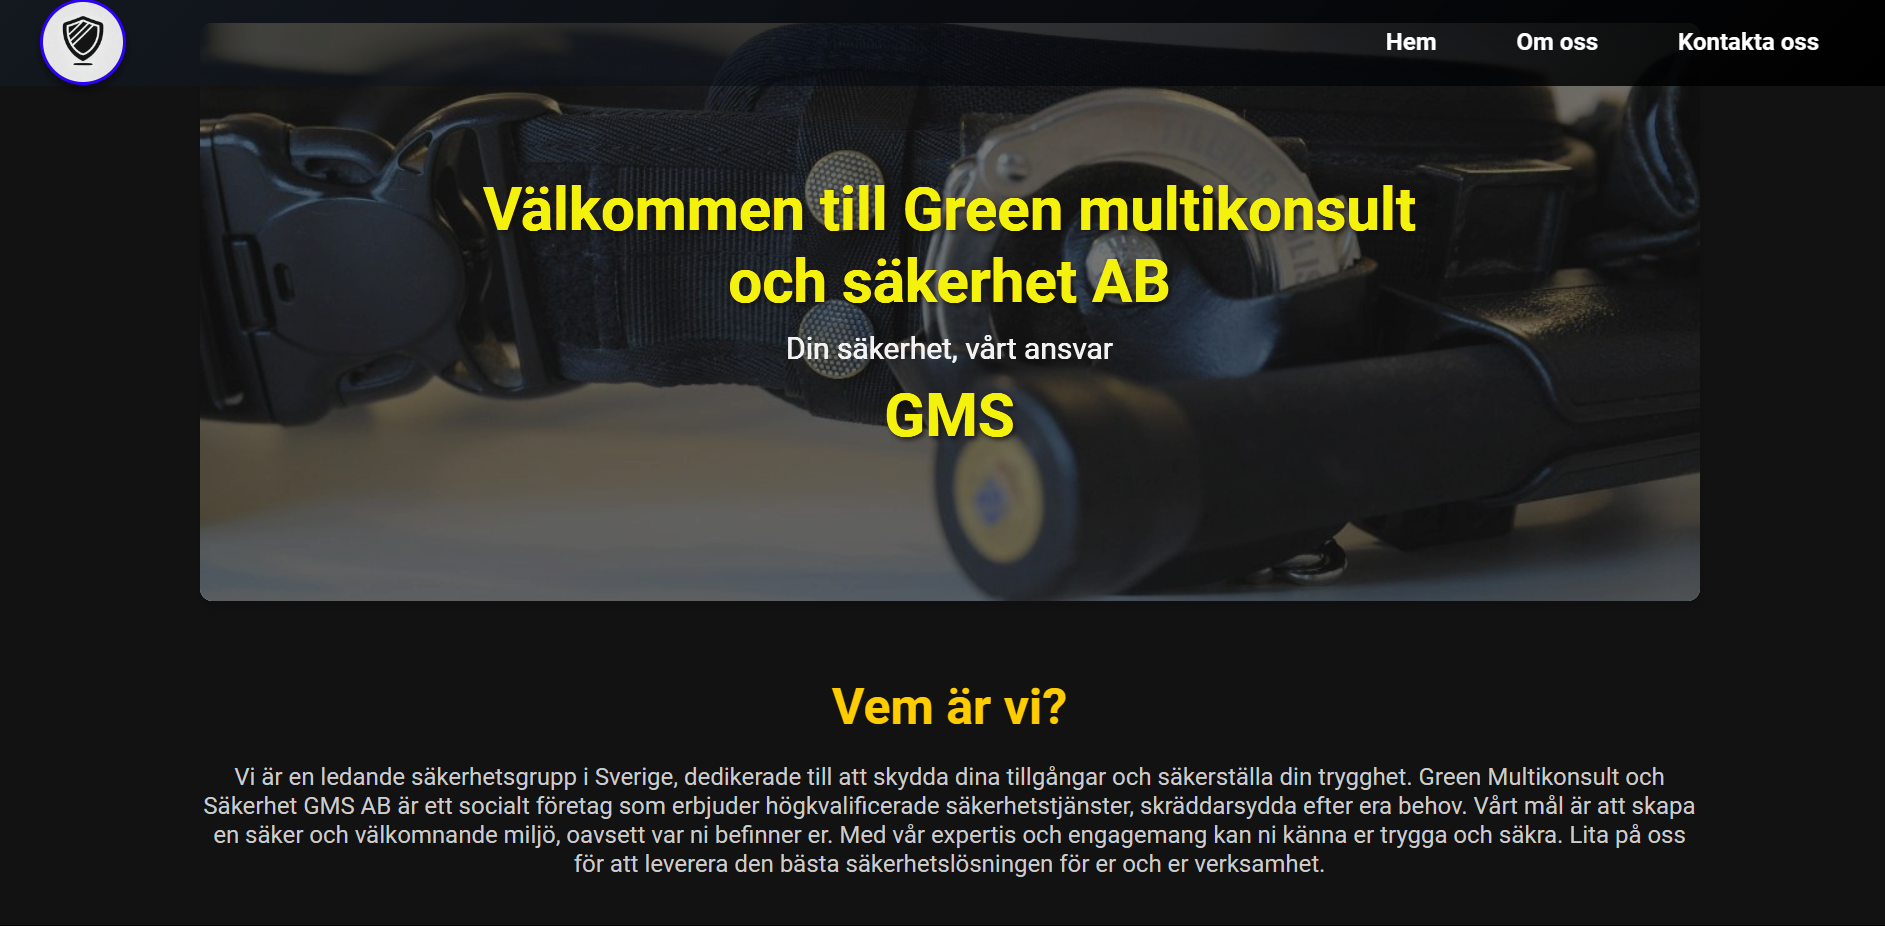 Hem Om oss Kontakta oss
Välkommen till Green multikonsult
och säkerhet AB
Din säkerhet, vårt ansvar
GMS
Vem är vi?
Vi är en ledande säkerhetsgrupp i Sverige, dedikerade till att skydda dina tillgångar och säkerställa din trygghet. Green Multikonsult och
Säkerhet GMS AB är ett socialt företag som erbjuder högkvalificerade säkerhetstjänster, skräddarsydda efter era behov. Vårt mål är att skapa
en säker och välkomnande miljö, oavsett var ni befinner er. Med vår expertis och engagemang kan ni känna er trygga och säkra. Lita på oss
för att leverera den bästa säkerhetslösningen för er och er verksamhet.